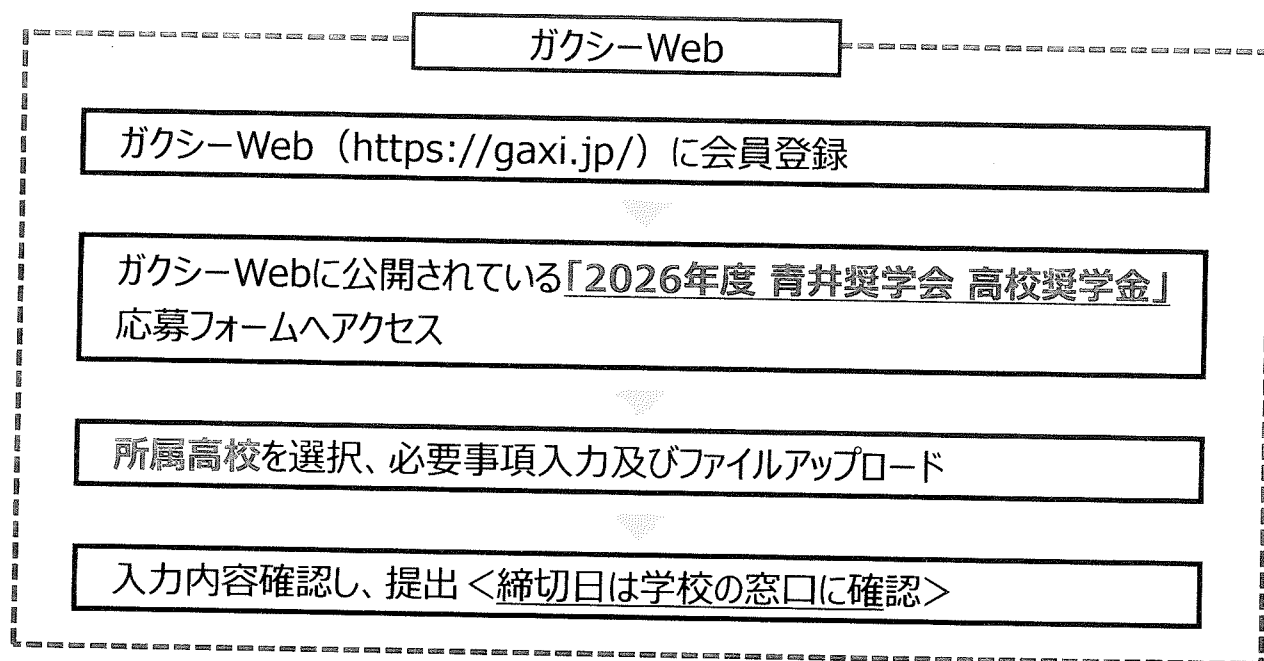 ガクシーWeb
ガクシーWeb（https://gaxi.jp/）に会員登録
ガクシーWebに公開されている「2026年度 青井奨学会 高校奨学金」
応募フォームへアクセス
所属高校を選択、必要事項入力及びファイルアップロード
入力内容確認し、提出＜締切日は学校の窓口に確認＞